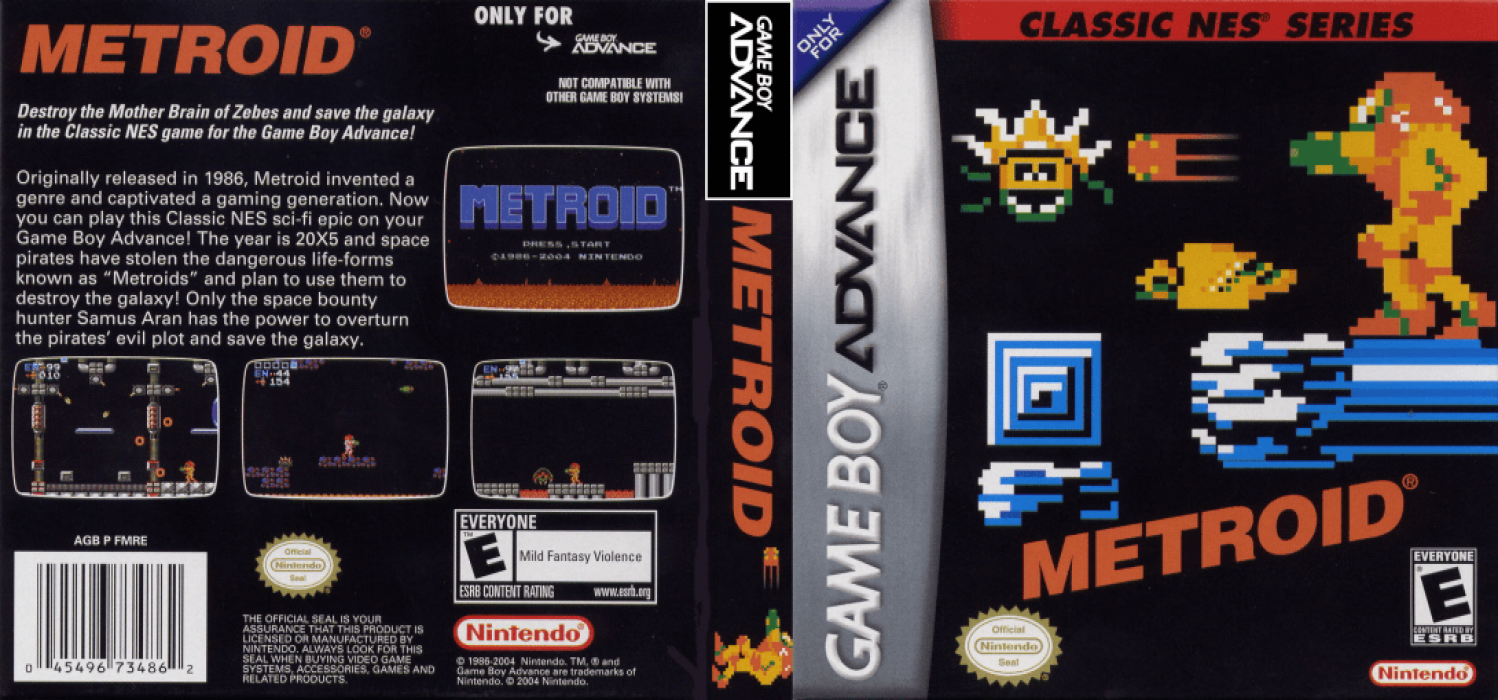 METROID®
ONLY FOR
GAME BOY
ADVANCE
NOT COMPATIBLE WITH
OTHER GAME BOY SYSTEMS!
Destroy the Mother Brain of Zebes and save the galaxy
in the Classic NES game for the Game Boy Advance!
Originally released in 1986, Metroid invented a
genre and captivated a gaming generation. Now
you can play this Classic NES sci-fi epic on your
Game Boy Advance! The year is 20X5 and space
pirates have stolen the dangerous life-forms
known as “Metroids” and plan to use them to
destroy the galaxy! Only the space bounty
hunter Samus Aran has the power to overturn
the pirates’ evil plot and save the galaxy.
METROID™
PRESS START
©1986-2004 NINTENDO
EN..99
010
EN..44
154
EN..
AGB P FMRE
0 45496 73486 2
Official
Nintendo
Seal
THE OFFICIAL SEAL IS YOUR
ASSURANCE THAT THIS PRODUCT IS
LICENSED OR MANUFACTURED BY
NINTENDO. ALWAYS LOOK FOR THIS
SEAL WHEN BUYING VIDEO GAME
SYSTEMS, ACCESSORIES, GAMES AND
RELATED PRODUCTS.
EVERYONE
E™
Mild Fantasy Violence
ESRB CONTENT RATING www.esrb.org
Nintendo®
© 1986-2004 Nintendo. TM, ® and
Game Boy Advance are trademarks of
Nintendo. © 2004 Nintendo.
GAME BOY
ADVANCE
METROID
ONLY
FOR
GAME BOY® ADVANCE
CLASSIC NES® SERIES
METROID®
Official
Nintendo
Seal
EVERYONE
E®
CONTENT RATED BY
ESRB
Nintendo®